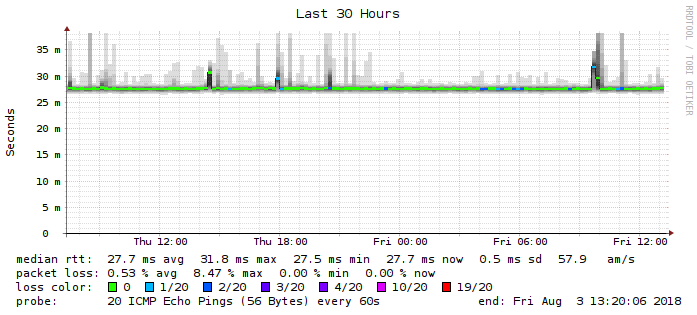 Last 30 Hours
RRDTOOL / TOBI OETIKER
Seconds
35 m
30 m
25 m
20 m
15 m
10 m
5 m
0
Thu 12:00 Thu 18:00 Fri 00:00 Fri 06:00 Fri 12:00
median rtt: 27.7 ms avg 31.8 ms max 27.5 ms min 27.7 ms now 0.5 ms sd 57.9 am/s
packet loss: 0.53 % avg 8.47 % max 0.00 % min 0.00 % now
loss color: 0 1/20 2/20 3/20 4/20 10/20 19/20
probe: 20 ICMP Echo Pings (56 Bytes) every 60s end: Fri Aug 3 13:20:06 2018